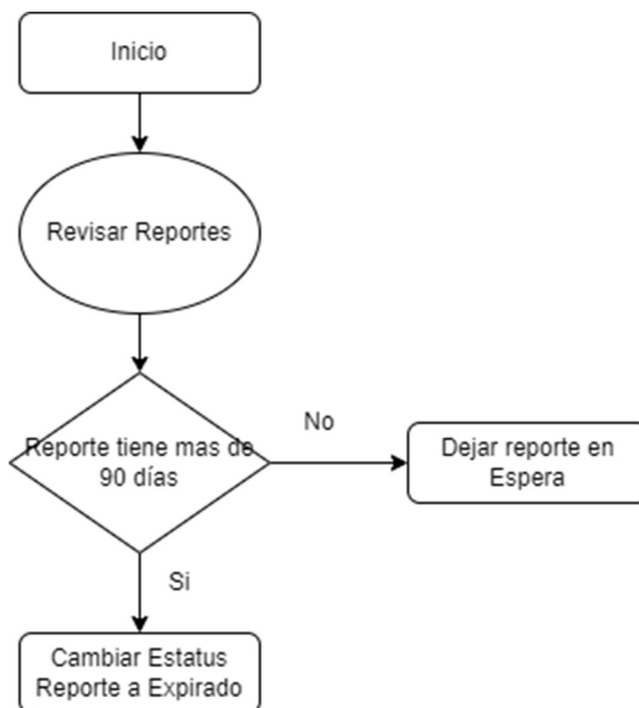 Inicio
Revisar Reportes
Reporte tiene mas de
90 días
No
Dejar reporte en
Espera
Si
Cambiar Estatus
Reporte a Expirado